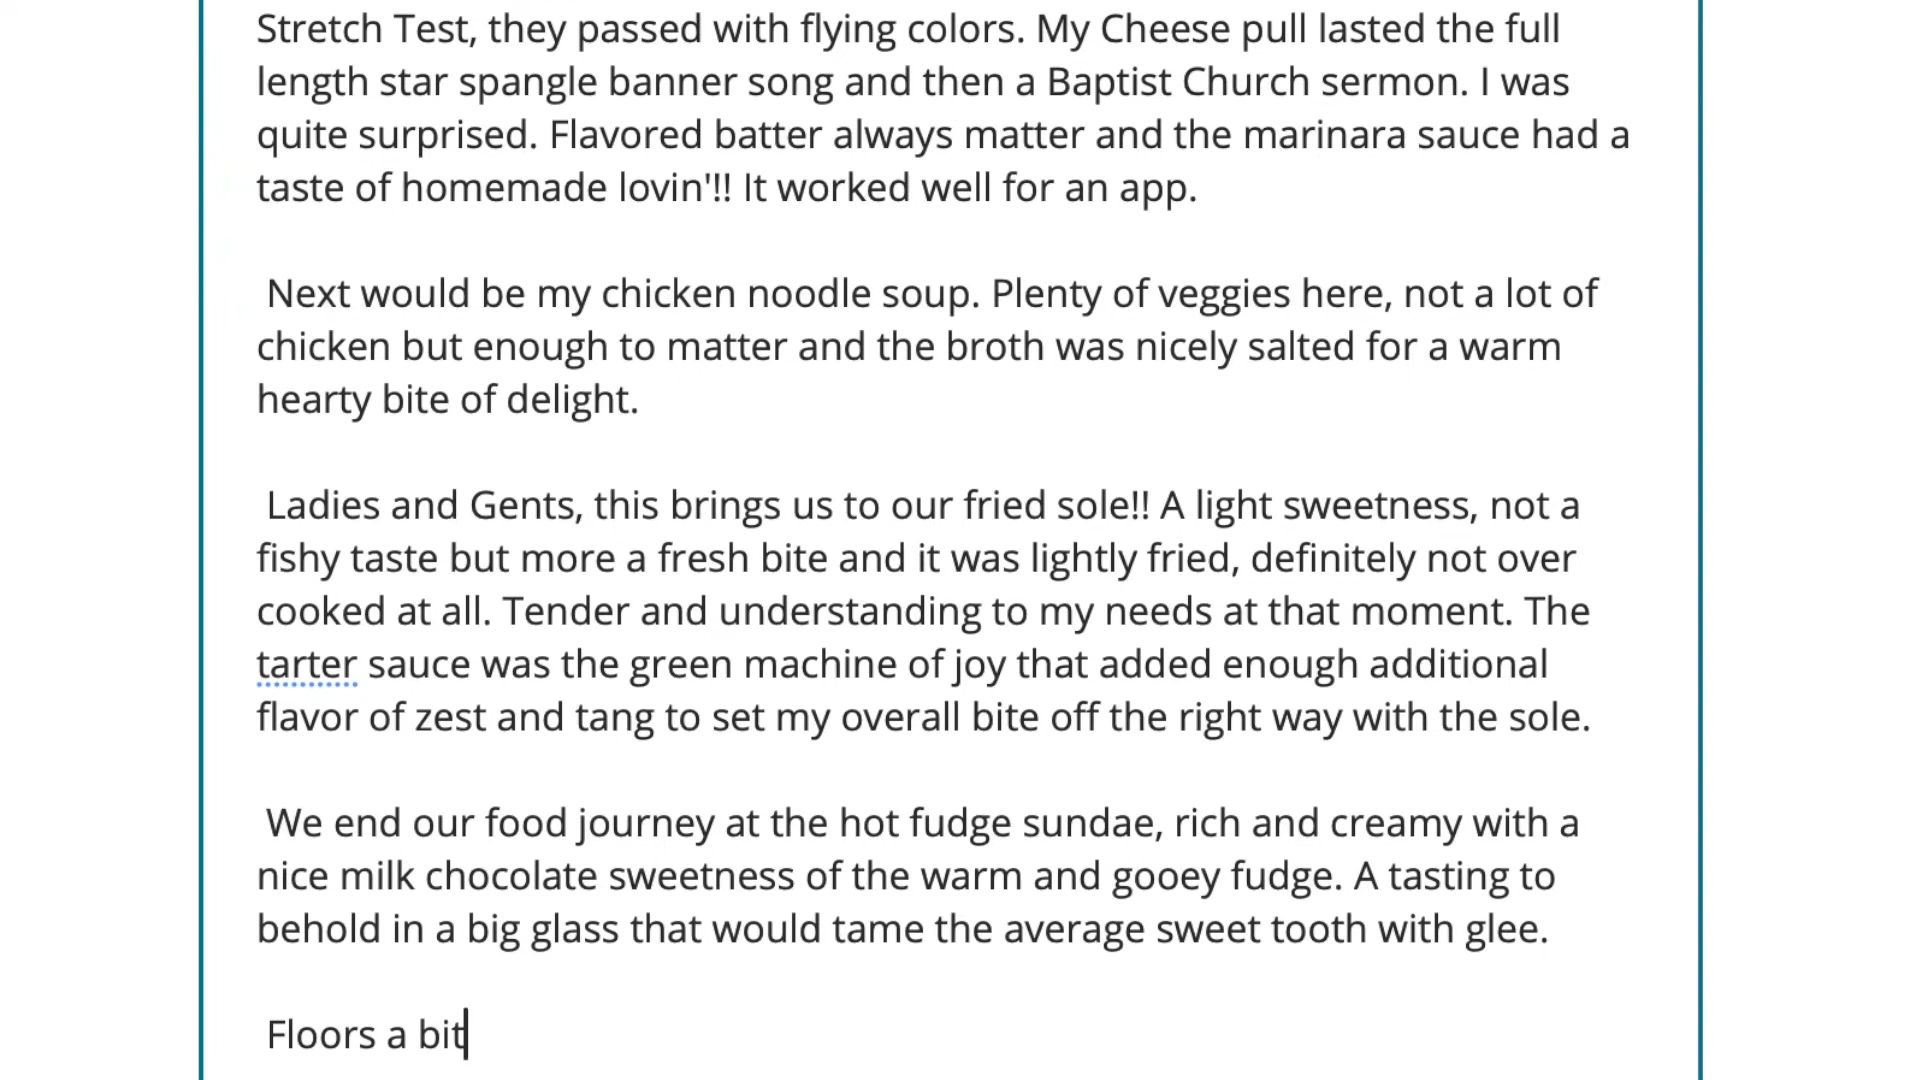 Stretch Test, they passed with flying colors. My Cheese pull lasted the full
length star spangle banner song and then a Baptist Church sermon. I was
quite surprised. Flavored batter always matter and the marinara sauce had a
taste of homemade lovin'!! It worked well for an app.
Next would be my chicken noodle soup. Plenty of veggies here, not a lot of
chicken but enough to matter and the broth was nicely salted for a warm
hearty bite of delight.
Ladies and Gents, this brings us to our fried sole!! A light sweetness, not a
fishy taste but more a fresh bite and it was lightly fried, definitely not over
cooked at all. Tender and understanding to my needs at that moment. The
tarter sauce was the green machine of joy that added enough additional
flavor of zest and tang to set my overall bite off the right way with the sole.
We end our food journey at the hot fudge sundae, rich and creamy with a
nice milk chocolate sweetness of the warm and gooey fudge. A tasting to
behold in a big glass that would tame the average sweet tooth with glee.
Floors a bit